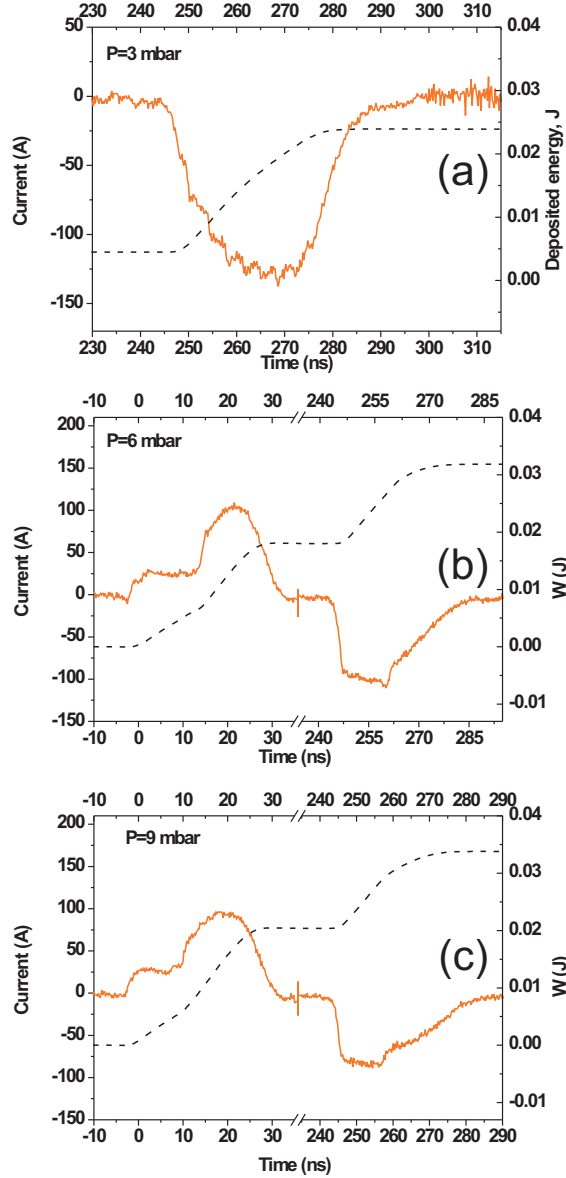 230 240 250 260 270 280 290 300 310
50 0.04
P=3 mbar
0 0.03
-50 0.02
(a)
-100 0.01
-150 0.00
Current (A)
Deposited energy, J
230 240 250 260 270 280 290 300 310
Time (ns)
-10 0 10 20 30 240 255 270 285
200 0.04
P=6 mbar
150 0.03
100 0.02
50
0 0.01
(b)
-50 0.00
-100 -0.01
-150
Current (A)
W (J)
-10 0 10 20 30 240 255 270 285
Time (ns)
-10 0 10 20 30 240 250 260 270 280 290
200 0.04
P=9 mbar
150 0.03
100 0.02
50
(c)
0 0.01
-50 0.00
-100 -0.01
-150
Current (A)
W (J)
-10 0 10 20 30 240 250 260 270 280 290
Time (ns)